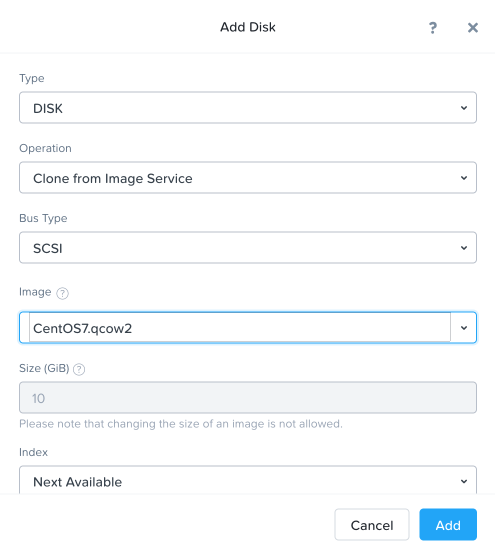 Add Disk
?
Type
DISK
Operation
Clone from Image Service
Bus Type
SCSI
Image ?
CentOS7.qcow2
Size (GiB) ?
10
Please note that changing the size of an image is not allowed.
Index
Next Available
Cancel Add